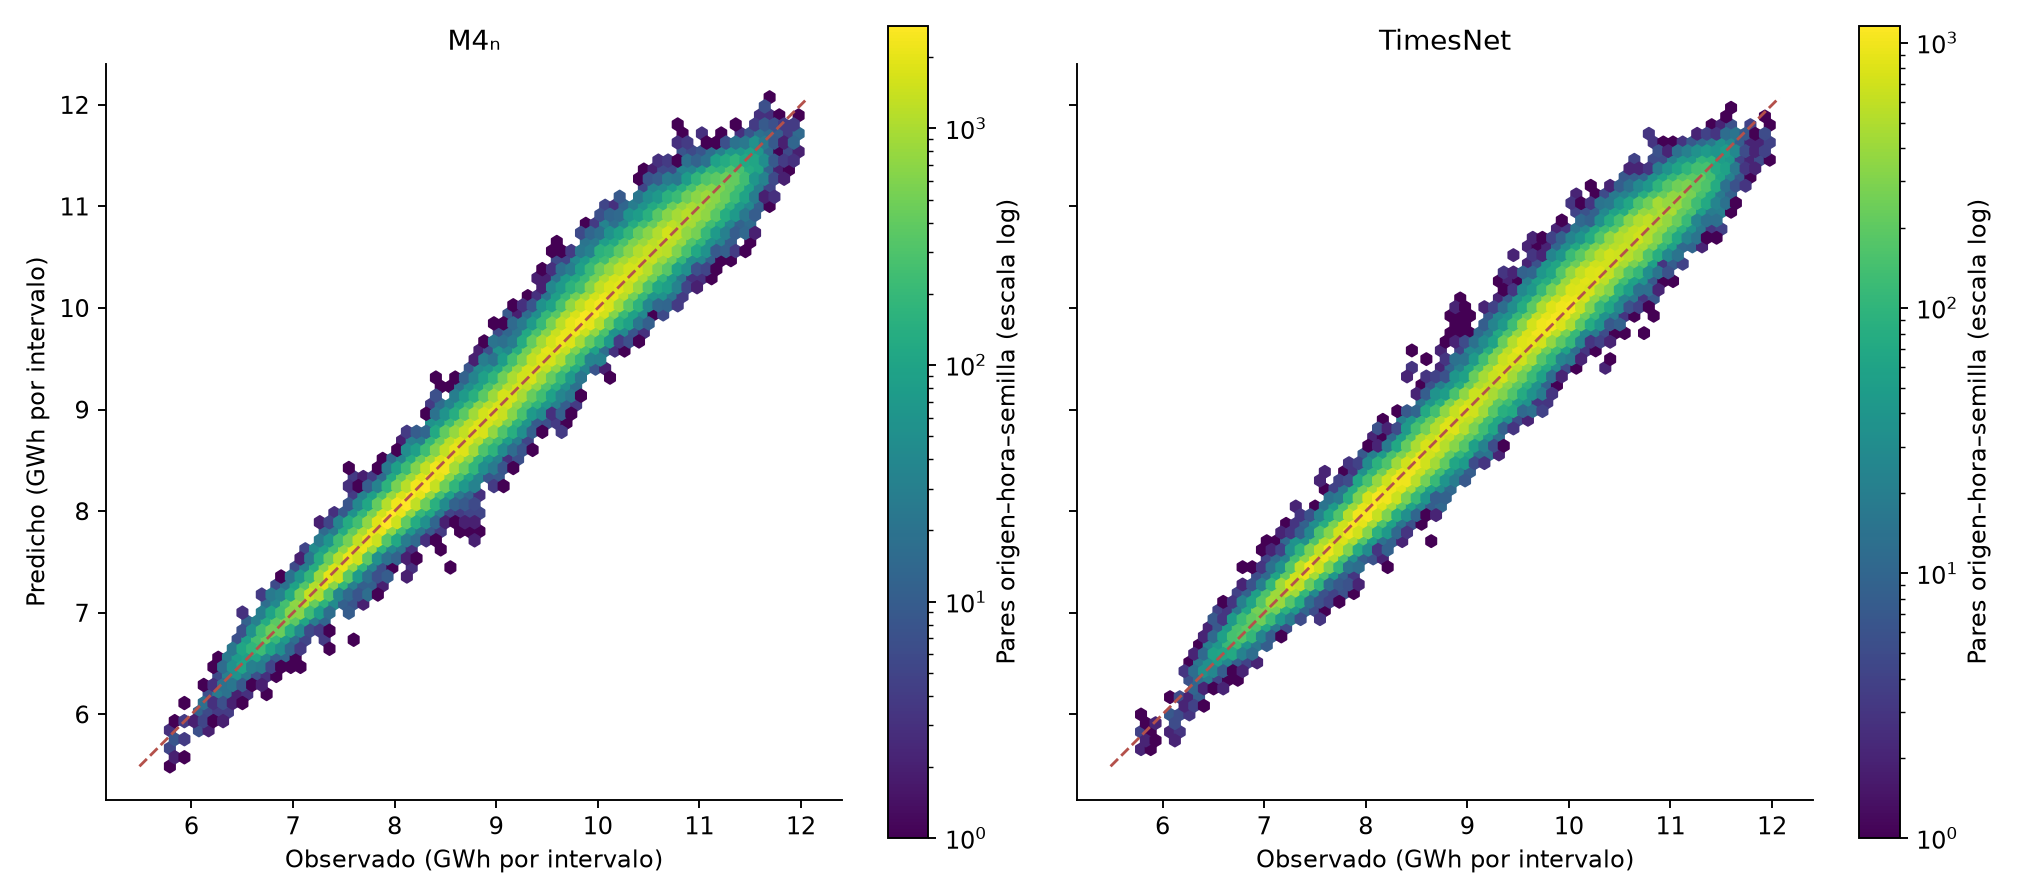 M4ₙ
Predicho (GWh por intervalo)
12
11
10
9
8
7
6
6 7 8 9 10 11 12
Observado (GWh por intervalo)
10³
10²
10¹
10⁰
Pares origen–hora–semilla (escala log)
TimesNet
6 7 8 9 10 11 12
Observado (GWh por intervalo)
10³
10²
10¹
10⁰
Pares origen–hora–semilla (escala log)